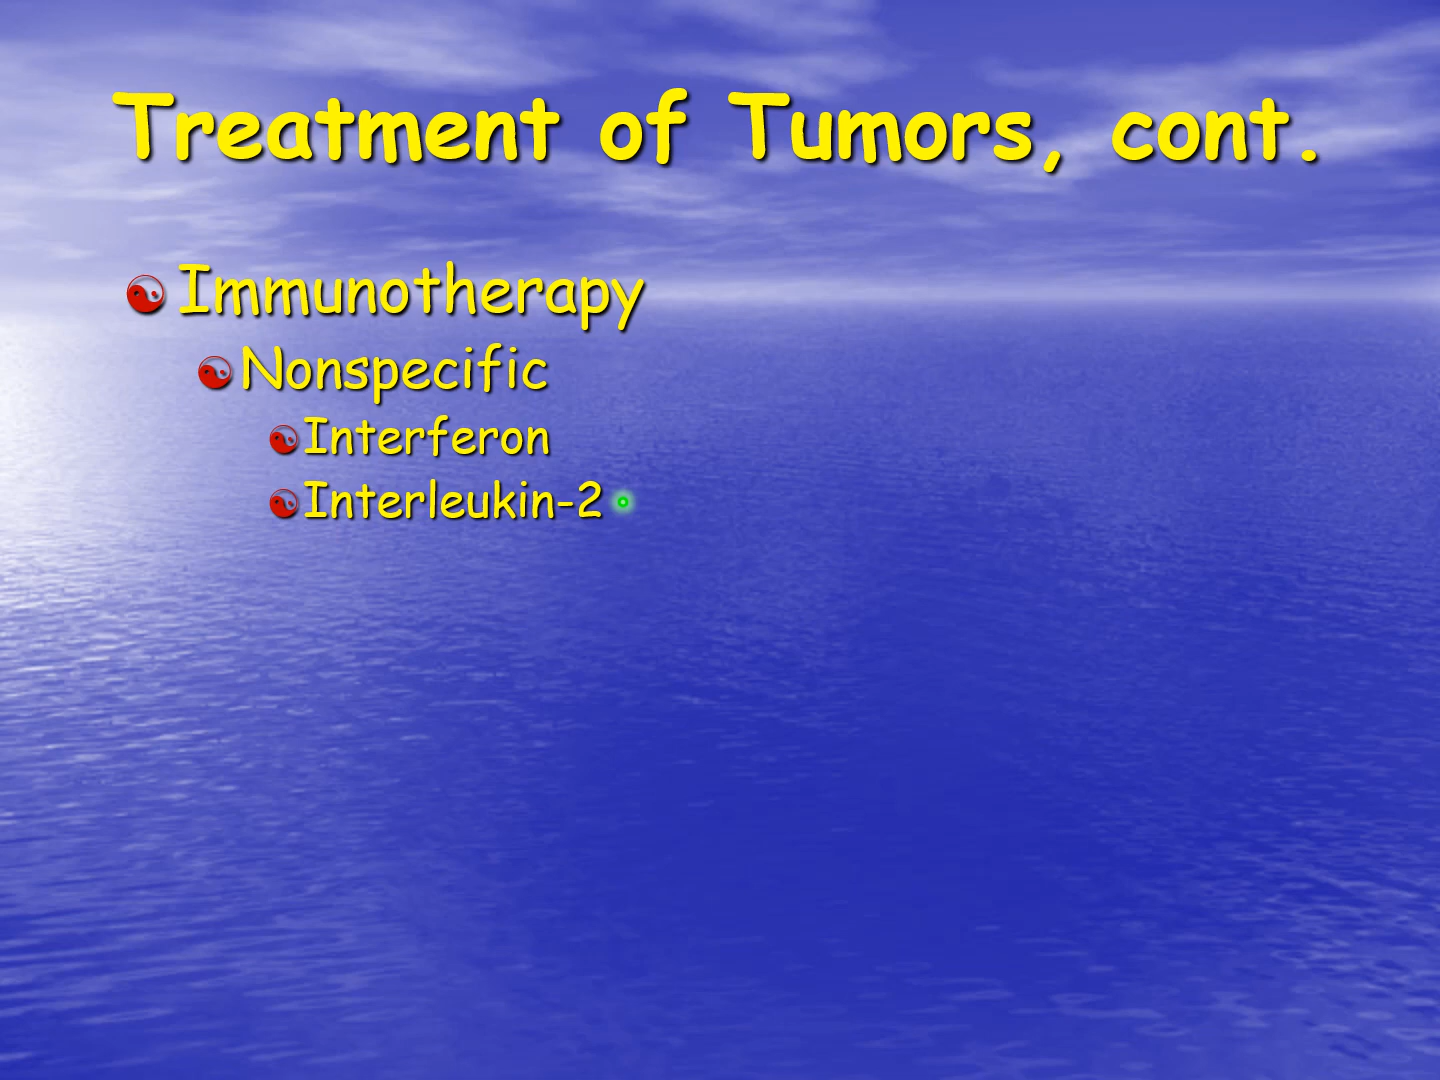 Treatment of Tumors, cont.
Immunotherapy
Nonspecific
Interferon
Interleukin-2